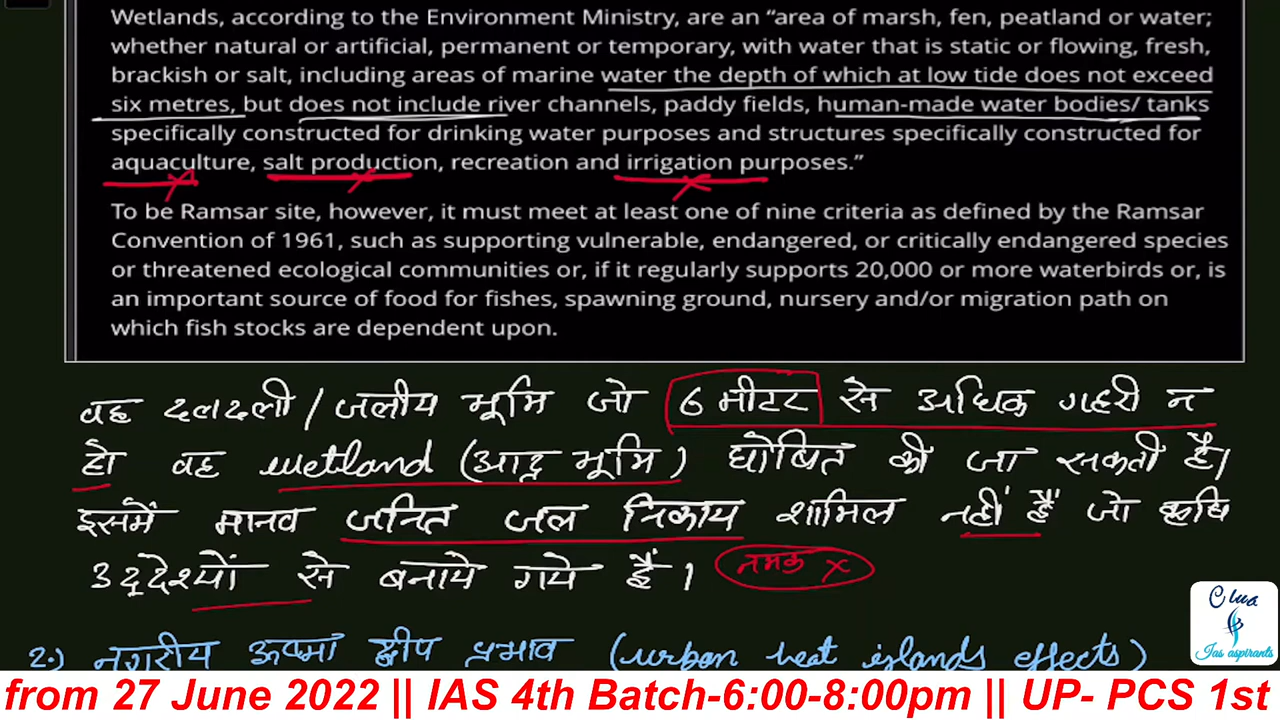 Wetlands, according to the Environment Ministry, are an “area of marsh, fen, peatland or water;
whether natural or artificial, permanent or temporary, with water that is static or flowing, fresh,
brackish or salt, including areas of marine water the depth of which at low tide does not exceed
six metres, but does not include river channels, paddy fields, human-made water bodies/ tanks
specifically constructed for drinking water purposes and structures specifically constructed for
aquaculture, salt production, recreation and irrigation purposes.”
To be Ramsar site, however, it must meet at least one of nine criteria as defined by the Ramsar
Convention of 1961, such as supporting vulnerable, endangered, or critically endangered species
or threatened ecological communities or, if it regularly supports 20,000 or more waterbirds or, is
an important source of food for fishes, spawning ground, nursery and/or migration path on
which fish stocks are dependent upon.
वह दलदली / जलीय भूमि जो 6 मीटर से अधिक गहरी न
हो वह wetland (आद्र भूमि) घोषित की जा सकती है।
इसमें मानव जनित जल निकाय शामिल नहीं हैं जो कृषि
उद्देश्यों से बनाये गये हैं। नमक x
2.) नगरीय ऊष्मा द्वीप प्रभाव (urban heat islands effects)
Clue
Ias aspirants
from 27 June 2022 || IAS 4th Batch-6:00-8:00pm || UP- PCS 1st